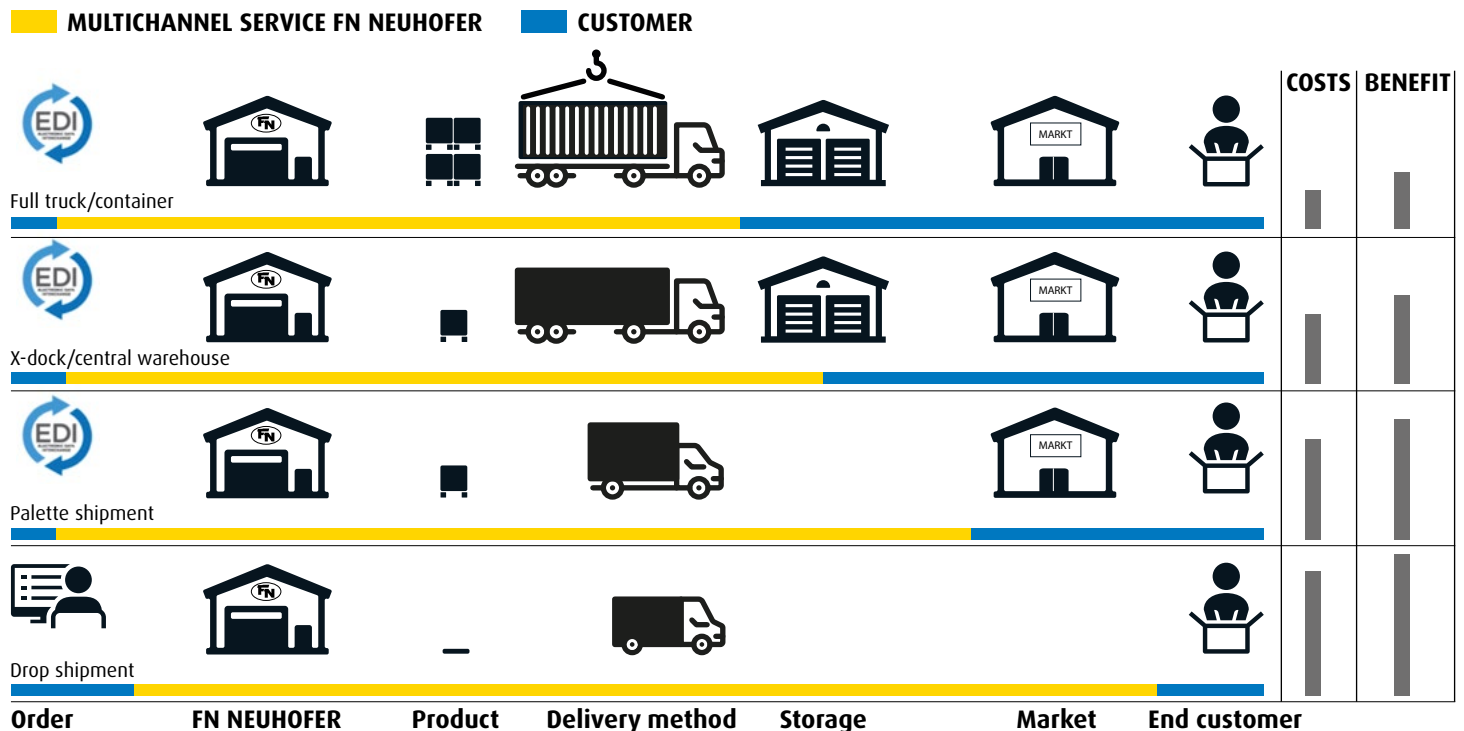 MULTICHANNEL SERVICE FN NEUHOFER CUSTOMER
COSTS BENEFIT
EDI
FN
MARKT
Full truck/container
EDI
FN
MARKT
X-dock/central warehouse
EDI
FN
MARKT
Palette shipment
FN
Drop shipment
Order FN NEUHOFER Product Delivery method Storage Market End customer